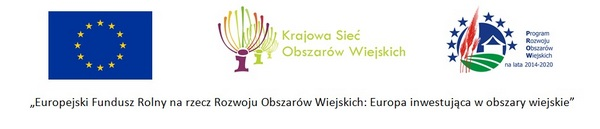 Krajowa Sieć
Obszarów Wiejskich
Program
Rozwoju
Obszarów
Wiejskich
na lata 2014-2020
„Europejski Fundusz Rolny na rzecz Rozwoju Obszarów Wiejskich: Europa inwestująca w obszary wiejskie”